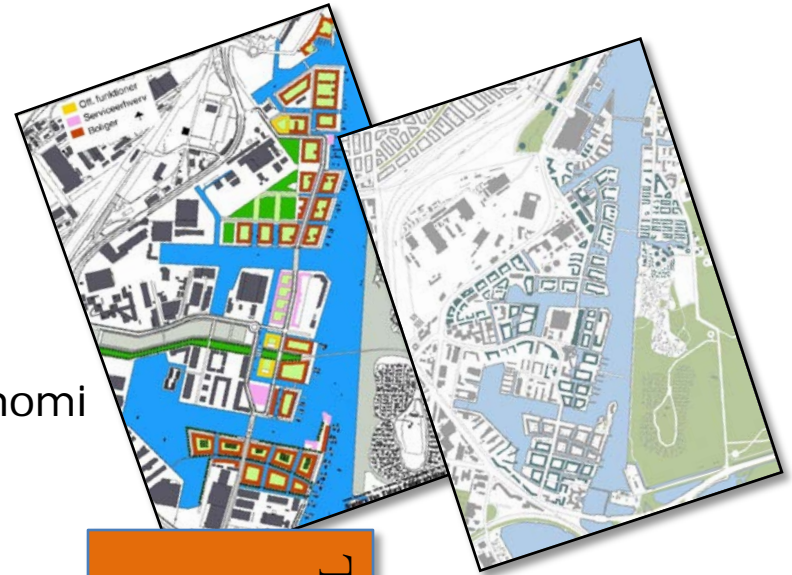 Off. funktioner
Serviceerhverv
Boliger
nomi
L